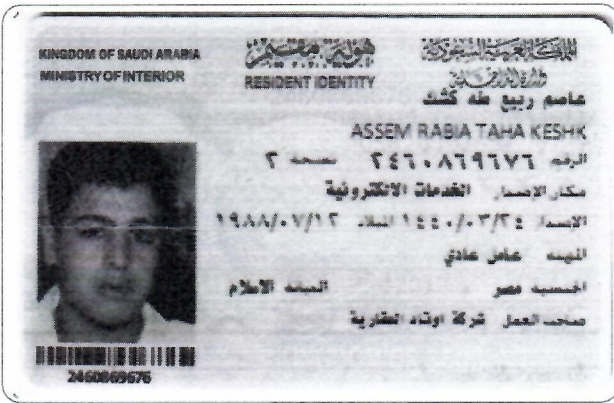 KINGDOM OF SAUDI ARABIA
MINISTRY OF INTERIOR
هوية مقيم
RESIDENT IDENTITY
المملكة العربية السعودية
وزارة الداخلية
عاصم ربيع طه كشك
ASSEM RABIA TAHA KESHK
الرقم ٢٤٦٠٨٦٩٦٧٦ نسخة ٢
مكان الإصدار الخدمات الالكترونية
الإصدار ١٤٤٠/٠٣/٢٤ الميلاد ١٩٨٨/٠٧/١٢
المهنة عامل عادي
الجنسية مصر الديانة الاسلام
صاحب العمل شركة اوتاد العقارية
2460869676